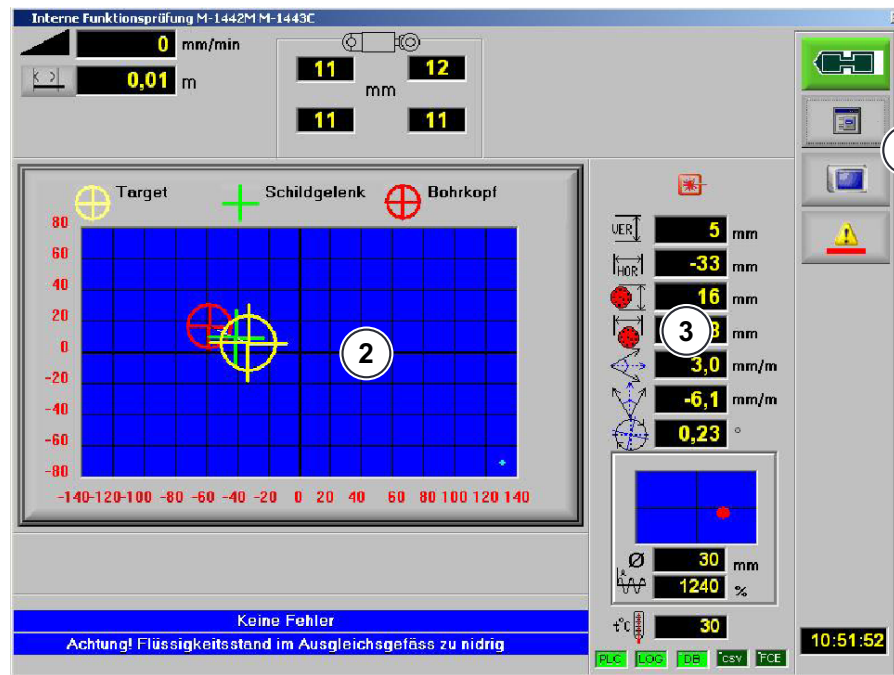 Interne Funktionsprüfung M-1442M M-1443C
0 mm/min
0,01 m
11 12
mm
11 11
Target Schildgelenk Bohrkopf
80
60
40
20
0
-20
-40
-60
-80
-140-120-100 -80 -60 -40 -20 0 20 40 60 80 100 120 140
2
VER 5 mm
HOR -33 mm
16 mm
3 8 mm
3,0 mm/m
-6,1 mm/m
0,23 °
Ø 30 mm
1240 %
t°c 30
Keine Fehler
Achtung! Flüssigkeitsstand im Ausgleichsgefäss zu nidrig
PLC LOG DB CSV FCE
10:51:52